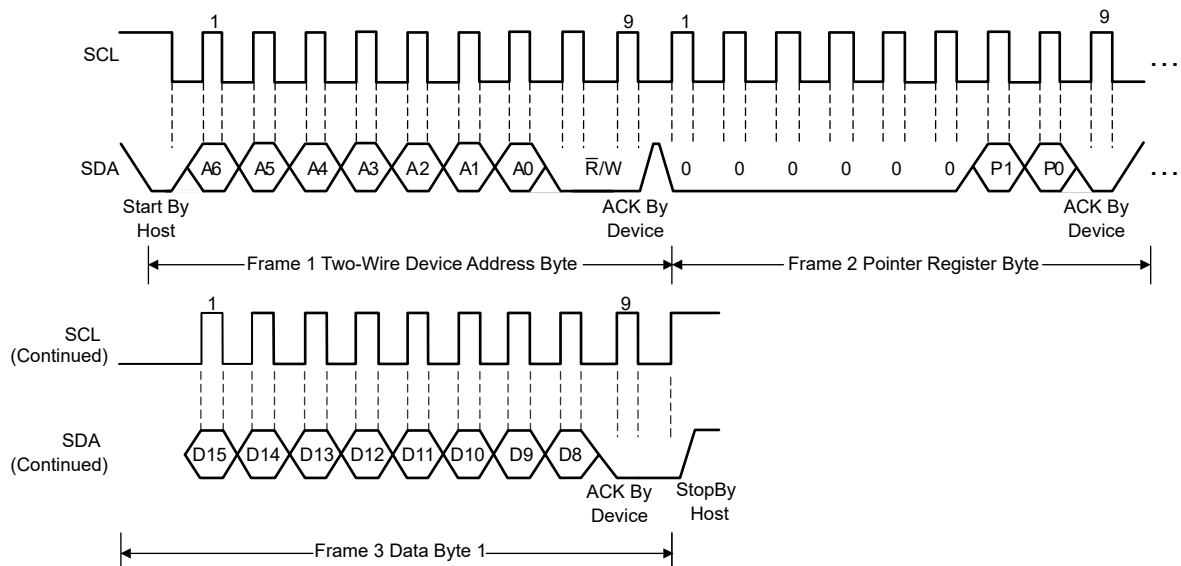 1 9 1 9
SCL ...
SDA A6 A5 A4 A3 A2 A1 A0 R̅/W 0 0 0 0 0 0 P1 P0 ...
Start By ACK By ACK By
Host Device Device
Frame 1 Two-Wire Device Address Byte Frame 2 Pointer Register Byte
1 9
SCL
(Continued)
SDA
(Continued) D15 D14 D13 D12 D11 D10 D9 D8
ACK By StopBy
Device Host
Frame 3 Data Byte 1